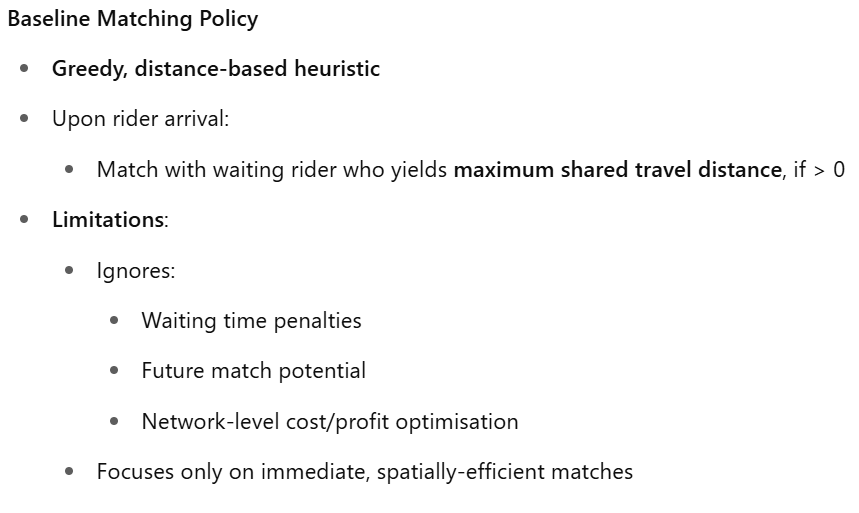 Baseline Matching Policy
Greedy, distance-based heuristic
Upon rider arrival:
Match with waiting rider who yields maximum shared travel distance, if > 0
Limitations:
Ignores:
Waiting time penalties
Future match potential
Network-level cost/profit optimisation
Focuses only on immediate, spatially-efficient matches